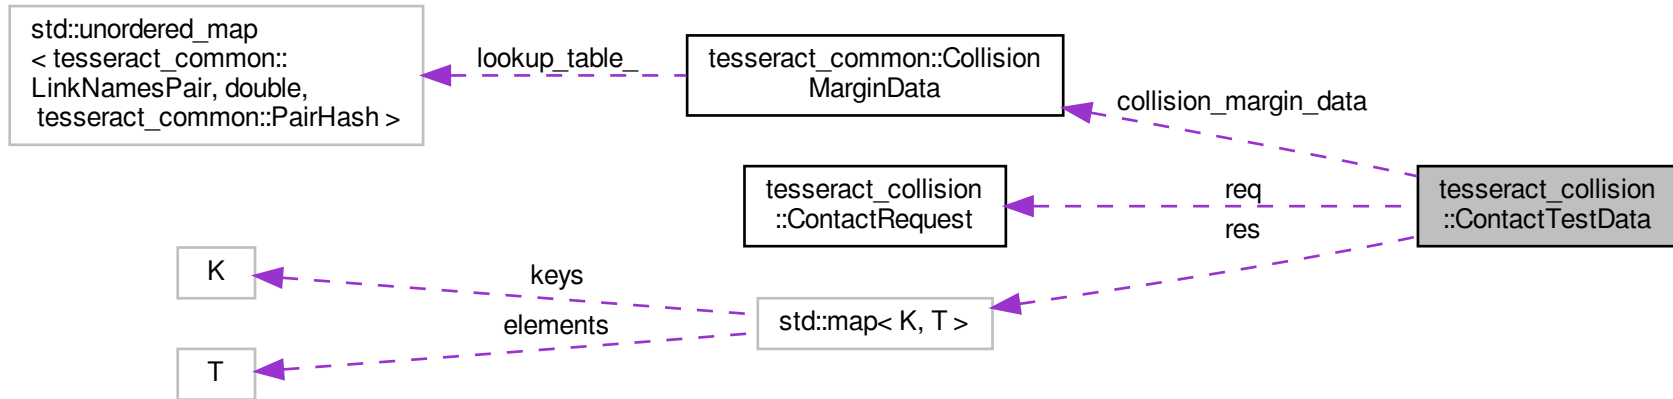 std::unordered_map
< tesseract_common::
LinkNamesPair, double,
tesseract_common::PairHash >
lookup_table_
tesseract_common::Collision
MarginData
collision_margin_data
tesseract_collision
::ContactRequest
req
res
tesseract_collision
::ContactTestData
K
keys
elements
std::map< K, T >
T